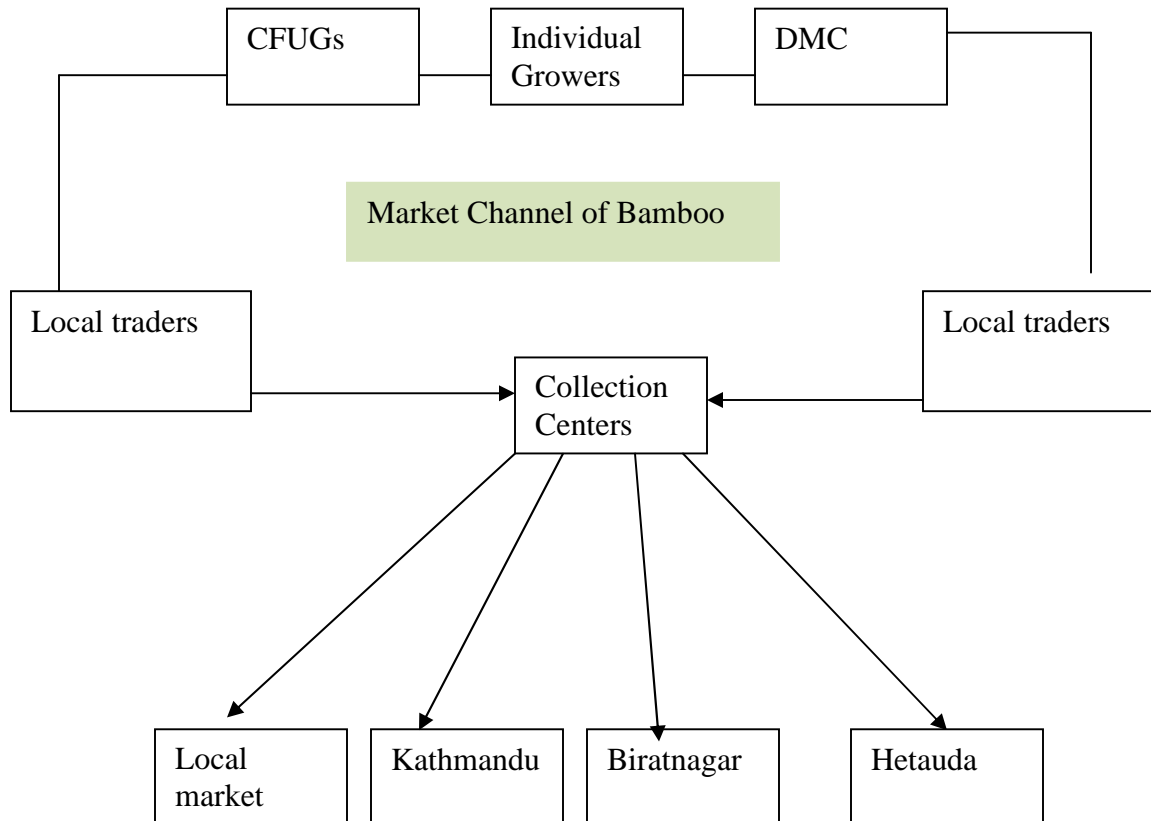 CFUGs
Individual
Growers
DMC
Market Channel of Bamboo
Local traders
Local traders
Collection
Centers
Local
market
Kathmandu
Biratnagar
Hetauda